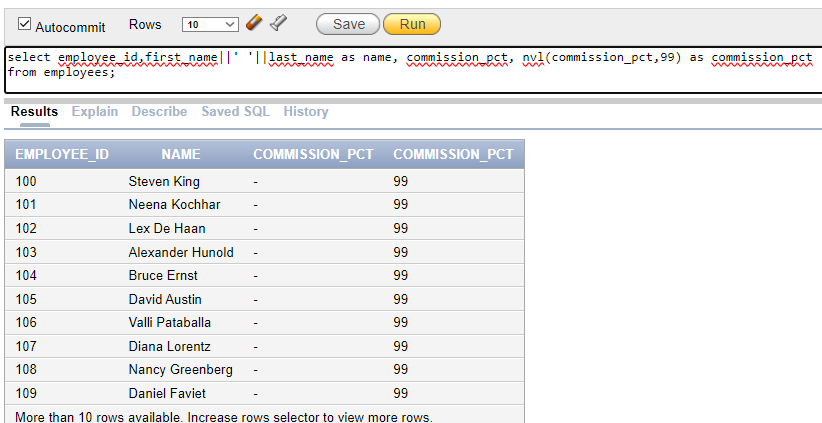 Autocommit Rows 10 Save Run
select employee_id,first_name||' '||last_name as name, commission_pct, nvl(commission_pct,99) as commission_pct
from employees;
Results Explain Describe Saved SQL History
EMPLOYEE_ID NAME COMMISSION_PCT COMMISSION_PCT
100 Steven King - 99
101 Neena Kochhar - 99
102 Lex De Haan - 99
103 Alexander Hunold - 99
104 Bruce Ernst - 99
105 David Austin - 99
106 Valli Pataballa - 99
107 Diana Lorentz - 99
108 Nancy Greenberg - 99
109 Daniel Faviet - 99
More than 10 rows available. Increase rows selector to view more rows.